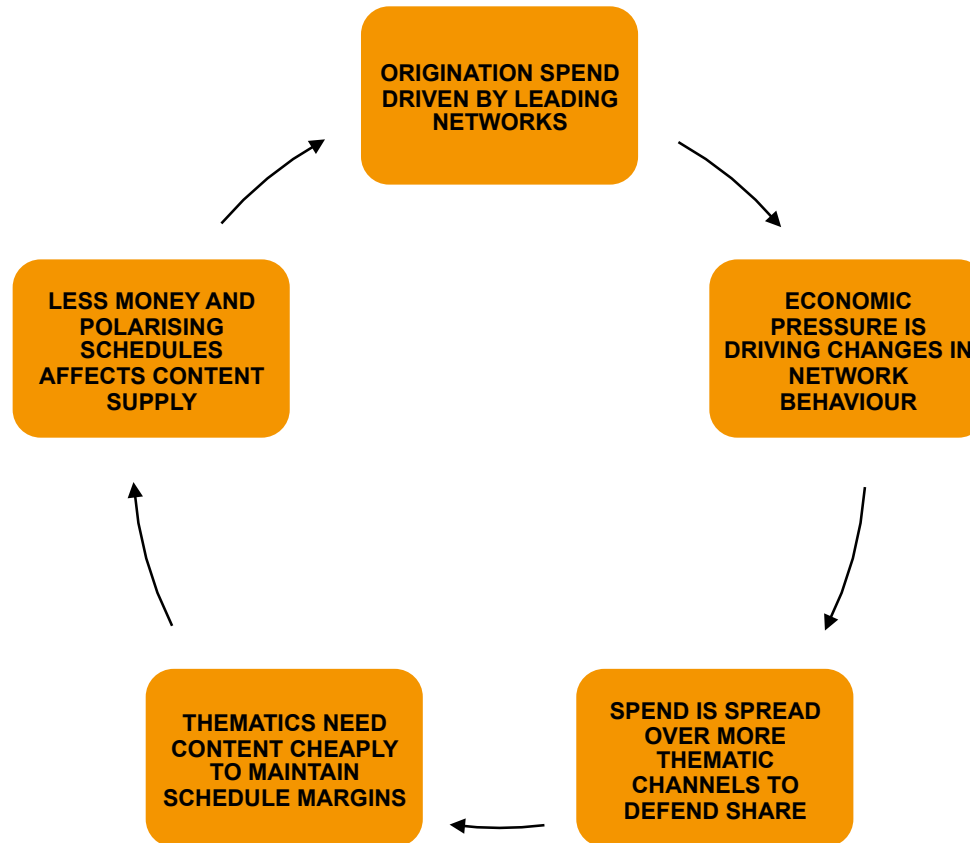 ORIGINATION SPEND
DRIVEN BY LEADING
NETWORKS
ECONOMIC
PRESSURE IS
DRIVING CHANGES IN
NETWORK
BEHAVIOUR
SPEND IS SPREAD
OVER MORE
THEMATIC
CHANNELS TO
DEFEND SHARE
THEMATICS NEED
CONTENT CHEAPLY
TO MAINTAIN
SCHEDULE MARGINS
LESS MONEY AND
POLARISING
SCHEDULES
AFFECTS CONTENT
SUPPLY